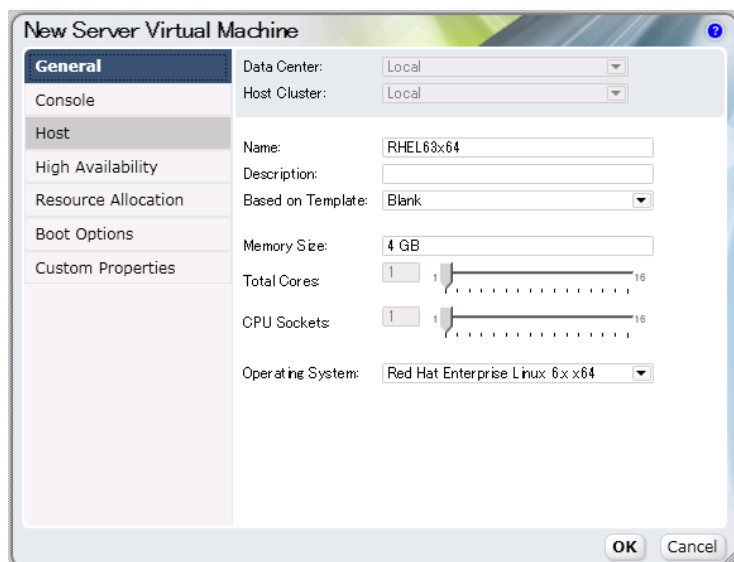 New Server Virtual Machine
?
General
Console
Host
High Availability
Resource Allocation
Boot Options
Custom Properties
Data Center: Local
Host Cluster: Local
Name: RHEL63x64
Description:
Based on Template: Blank
Memory Size: 4 GB
Total Cores: 1 1 16
CPU Sockets: 1 1 16
Operating System: Red Hat Enterprise Linux 6.x x64
OK Cancel